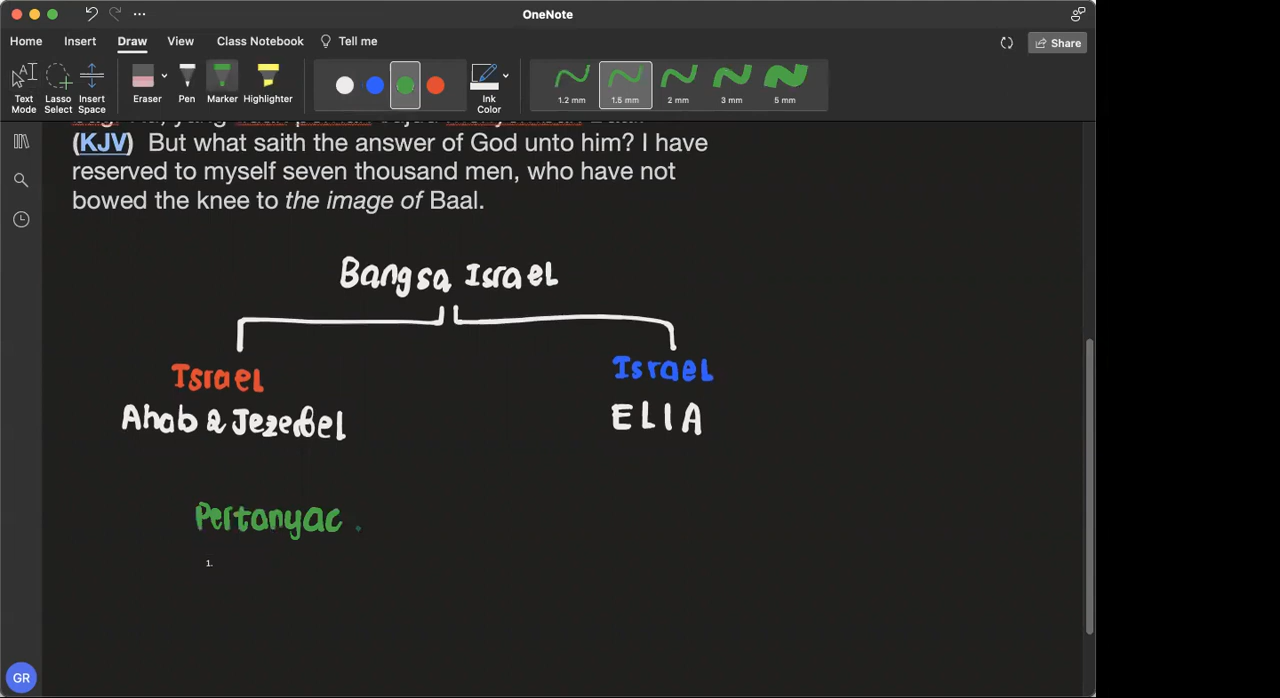 OneNote
Home Insert Draw View Class Notebook Tell me Share
Text Mode Lasso Select Insert Space Eraser Pen Marker Highlighter Ink Color 1.2 mm 1.5 mm 2 mm 3 mm 5 mm
(KJV) But what saith the answer of God unto him? I have
reserved to myself seven thousand men, who have not
bowed the knee to the image of Baal.
Bangsa Israel
Israel Israel
Ahab & Jezebel ELIA
Pertanyac
1.
GR